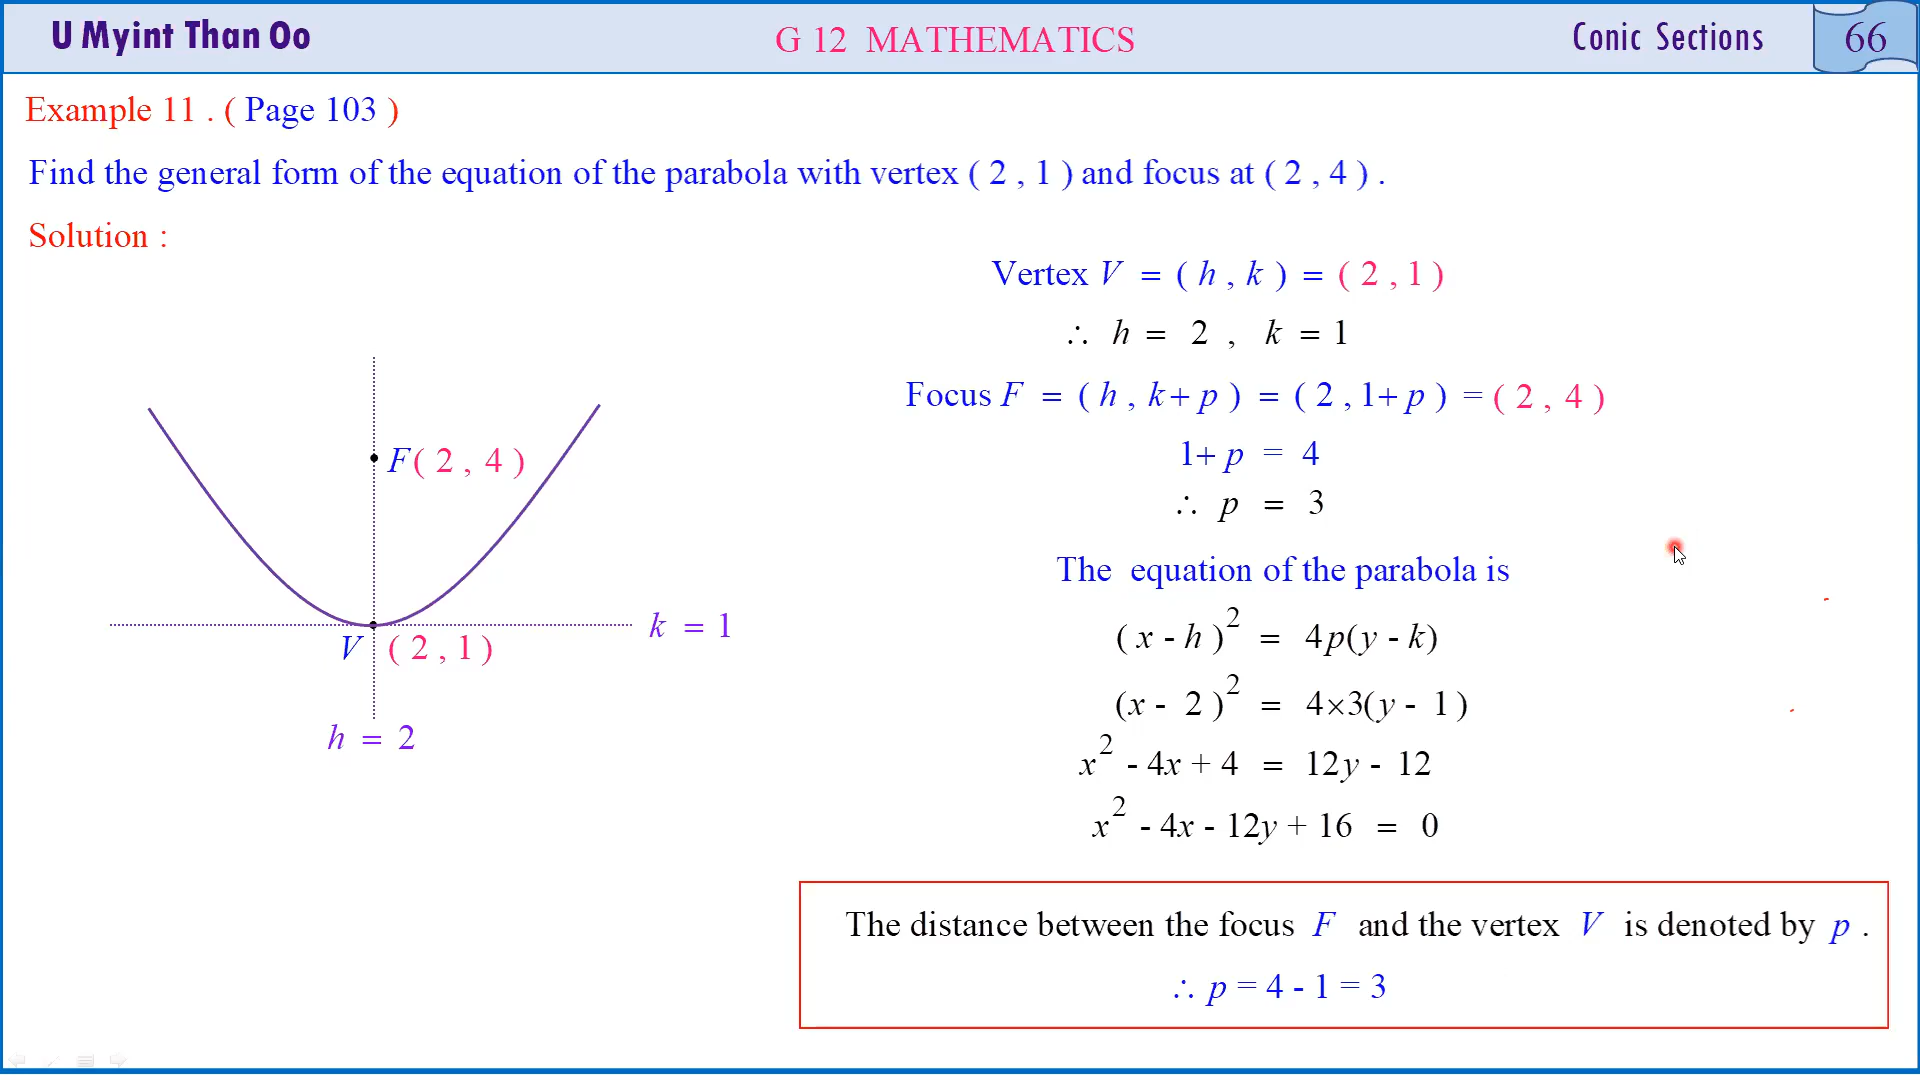 U Myint Than Oo
G 12 MATHEMATICS
Conic Sections
66
Example 11 . ( Page 103 )
Find the general form of the equation of the parabola with vertex ( 2 , 1 ) and focus at ( 2 , 4 ) .
Solution :
F ( 2 , 4 )
V ( 2 , 1 )
k = 1
h = 2
Vertex V = ( h , k ) = ( 2 , 1 )
∴ h = 2 , k = 1
Focus F = ( h , k + p ) = ( 2 , 1 + p ) = ( 2 , 4 )
1 + p = 4
∴ p = 3
The equation of the parabola is
( x - h )² = 4p(y - k)
(x - 2 )² = 4×3(y - 1 )
x² - 4x + 4 = 12y - 12
x² - 4x - 12y + 16 = 0
The distance between the focus F and the vertex V is denoted by p .
∴ p = 4 - 1 = 3